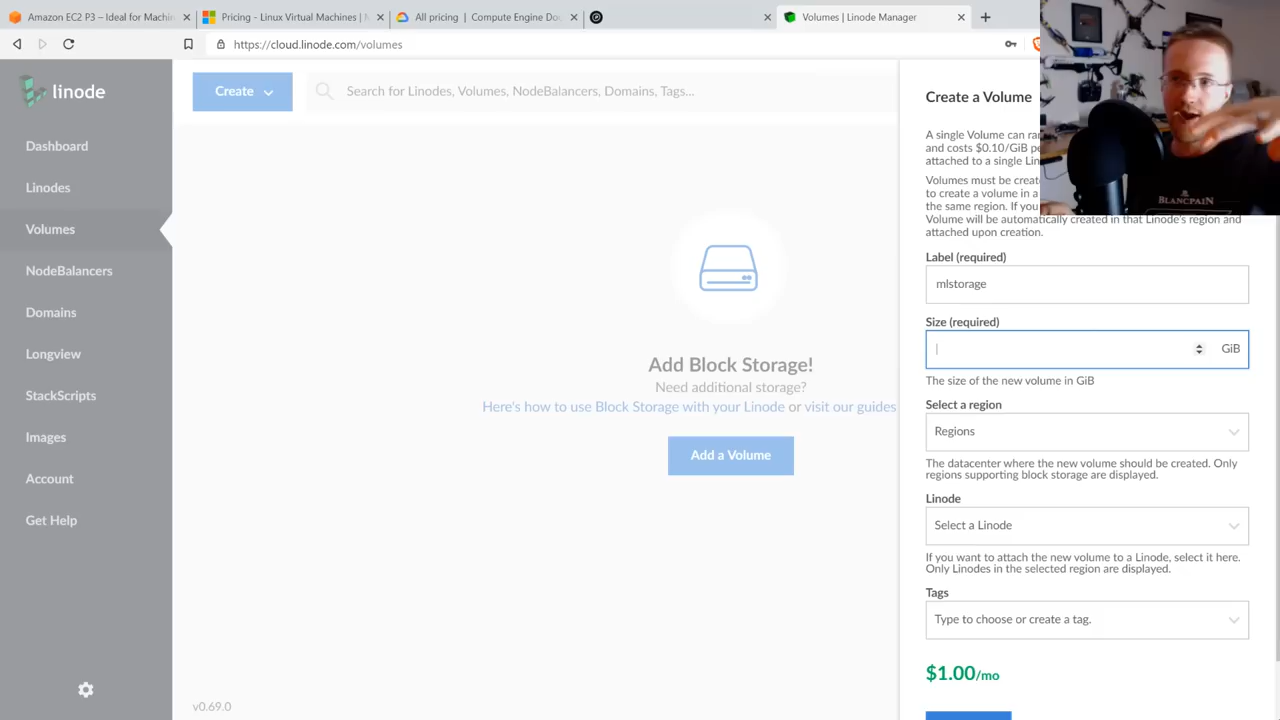 Amazon EC2 P3 – Ideal for Machin
Pricing - Linux Virtual Machines | M
All pricing | Compute Engine Do
Volumes | Linode Manager
https://cloud.linode.com/volumes
linode
Create
Search for Linodes, Volumes, NodeBalancers, Domains, Tags...
Dashboard
Linodes
Volumes
NodeBalancers
Domains
Longview
StackScripts
Images
Account
Get Help
Add Block Storage!
Need additional storage?
Here's how to use Block Storage with your Linode or visit our guides
Add a Volume
v0.69.0
Create a Volume
A single Volume can
and costs $0.10/GiB
attached to a single
Volumes must be
to create a volume in a
the same region. If you
Volume will be automatically created in that Linode's region and
attached upon creation.
Label (required)
mlstorage
Size (required)
GiB
The size of the new volume in GiB
Select a region
Regions
The datacenter where the new volume should be created. Only
regions supporting block storage are displayed.
Linode
Select a Linode
If you want to attach the new volume to a Linode, select it here.
Only Linodes in the selected region are displayed.
Tags
Type to choose or create a tag.
$1.00/mo
BLANCPAIN